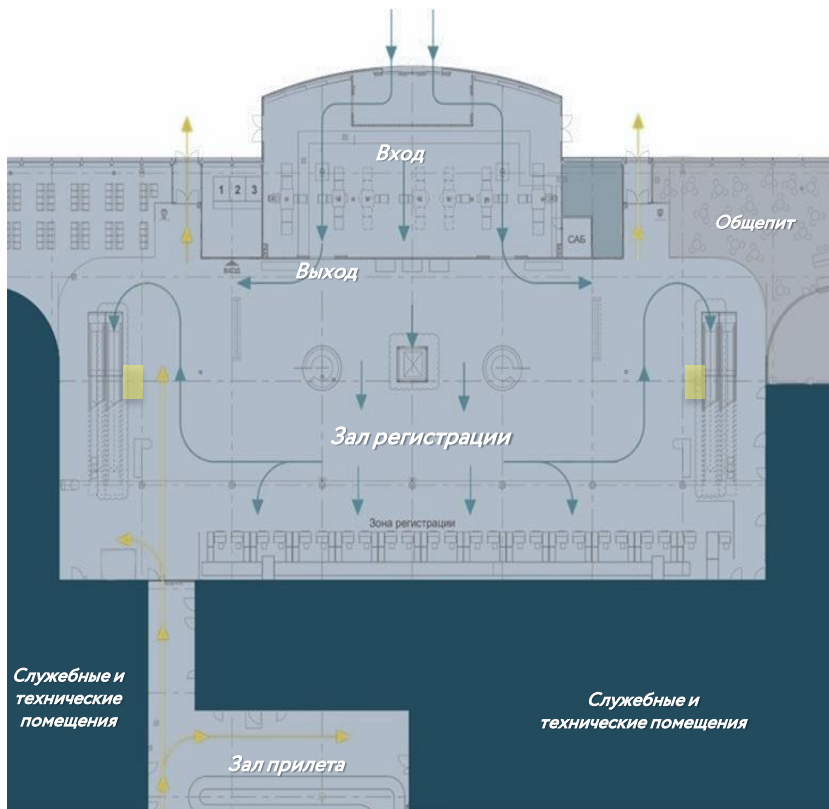 Вход
1 2 3
Общепит
САБ
ВХОД
Выход
Зал регистрации
Зона регистрации
Служебные и
технические
помещения
Служебные и
технические помещения
Зал прилета